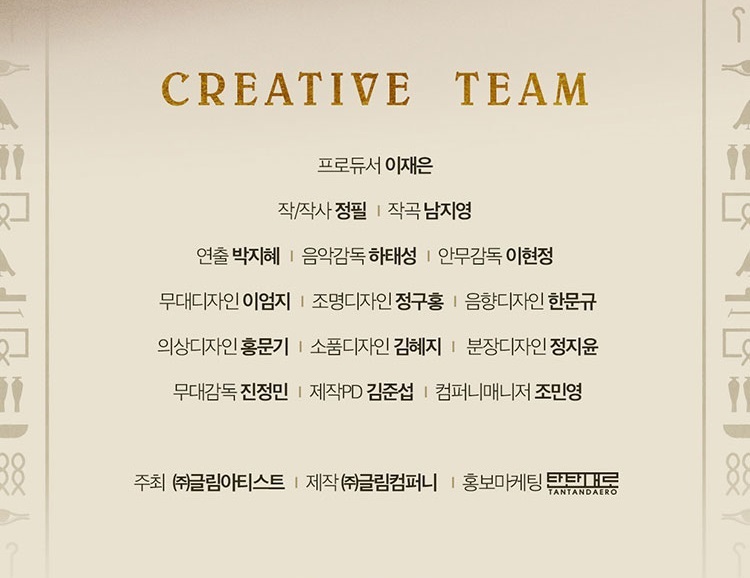 CREATIVE TEAM
프로듀서 이재은
작/작사 정필 | 작곡 남지영
연출 박지혜 | 음악감독 하태성 | 안무감독 이현정
무대디자인 이엄지 | 조명디자인 정구홍 | 음향디자인 한문규
의상디자인 홍문기 | 소품디자인 김혜지 | 분장디자인 정지윤
무대감독 진정민 | 제작PD 김준섭 | 컴퍼니매니저 조민영
주최 ㈜글림아티스트 | 제작 ㈜글림컴퍼니 | 홍보마케팅 탄탄대로
TANTANDAERO